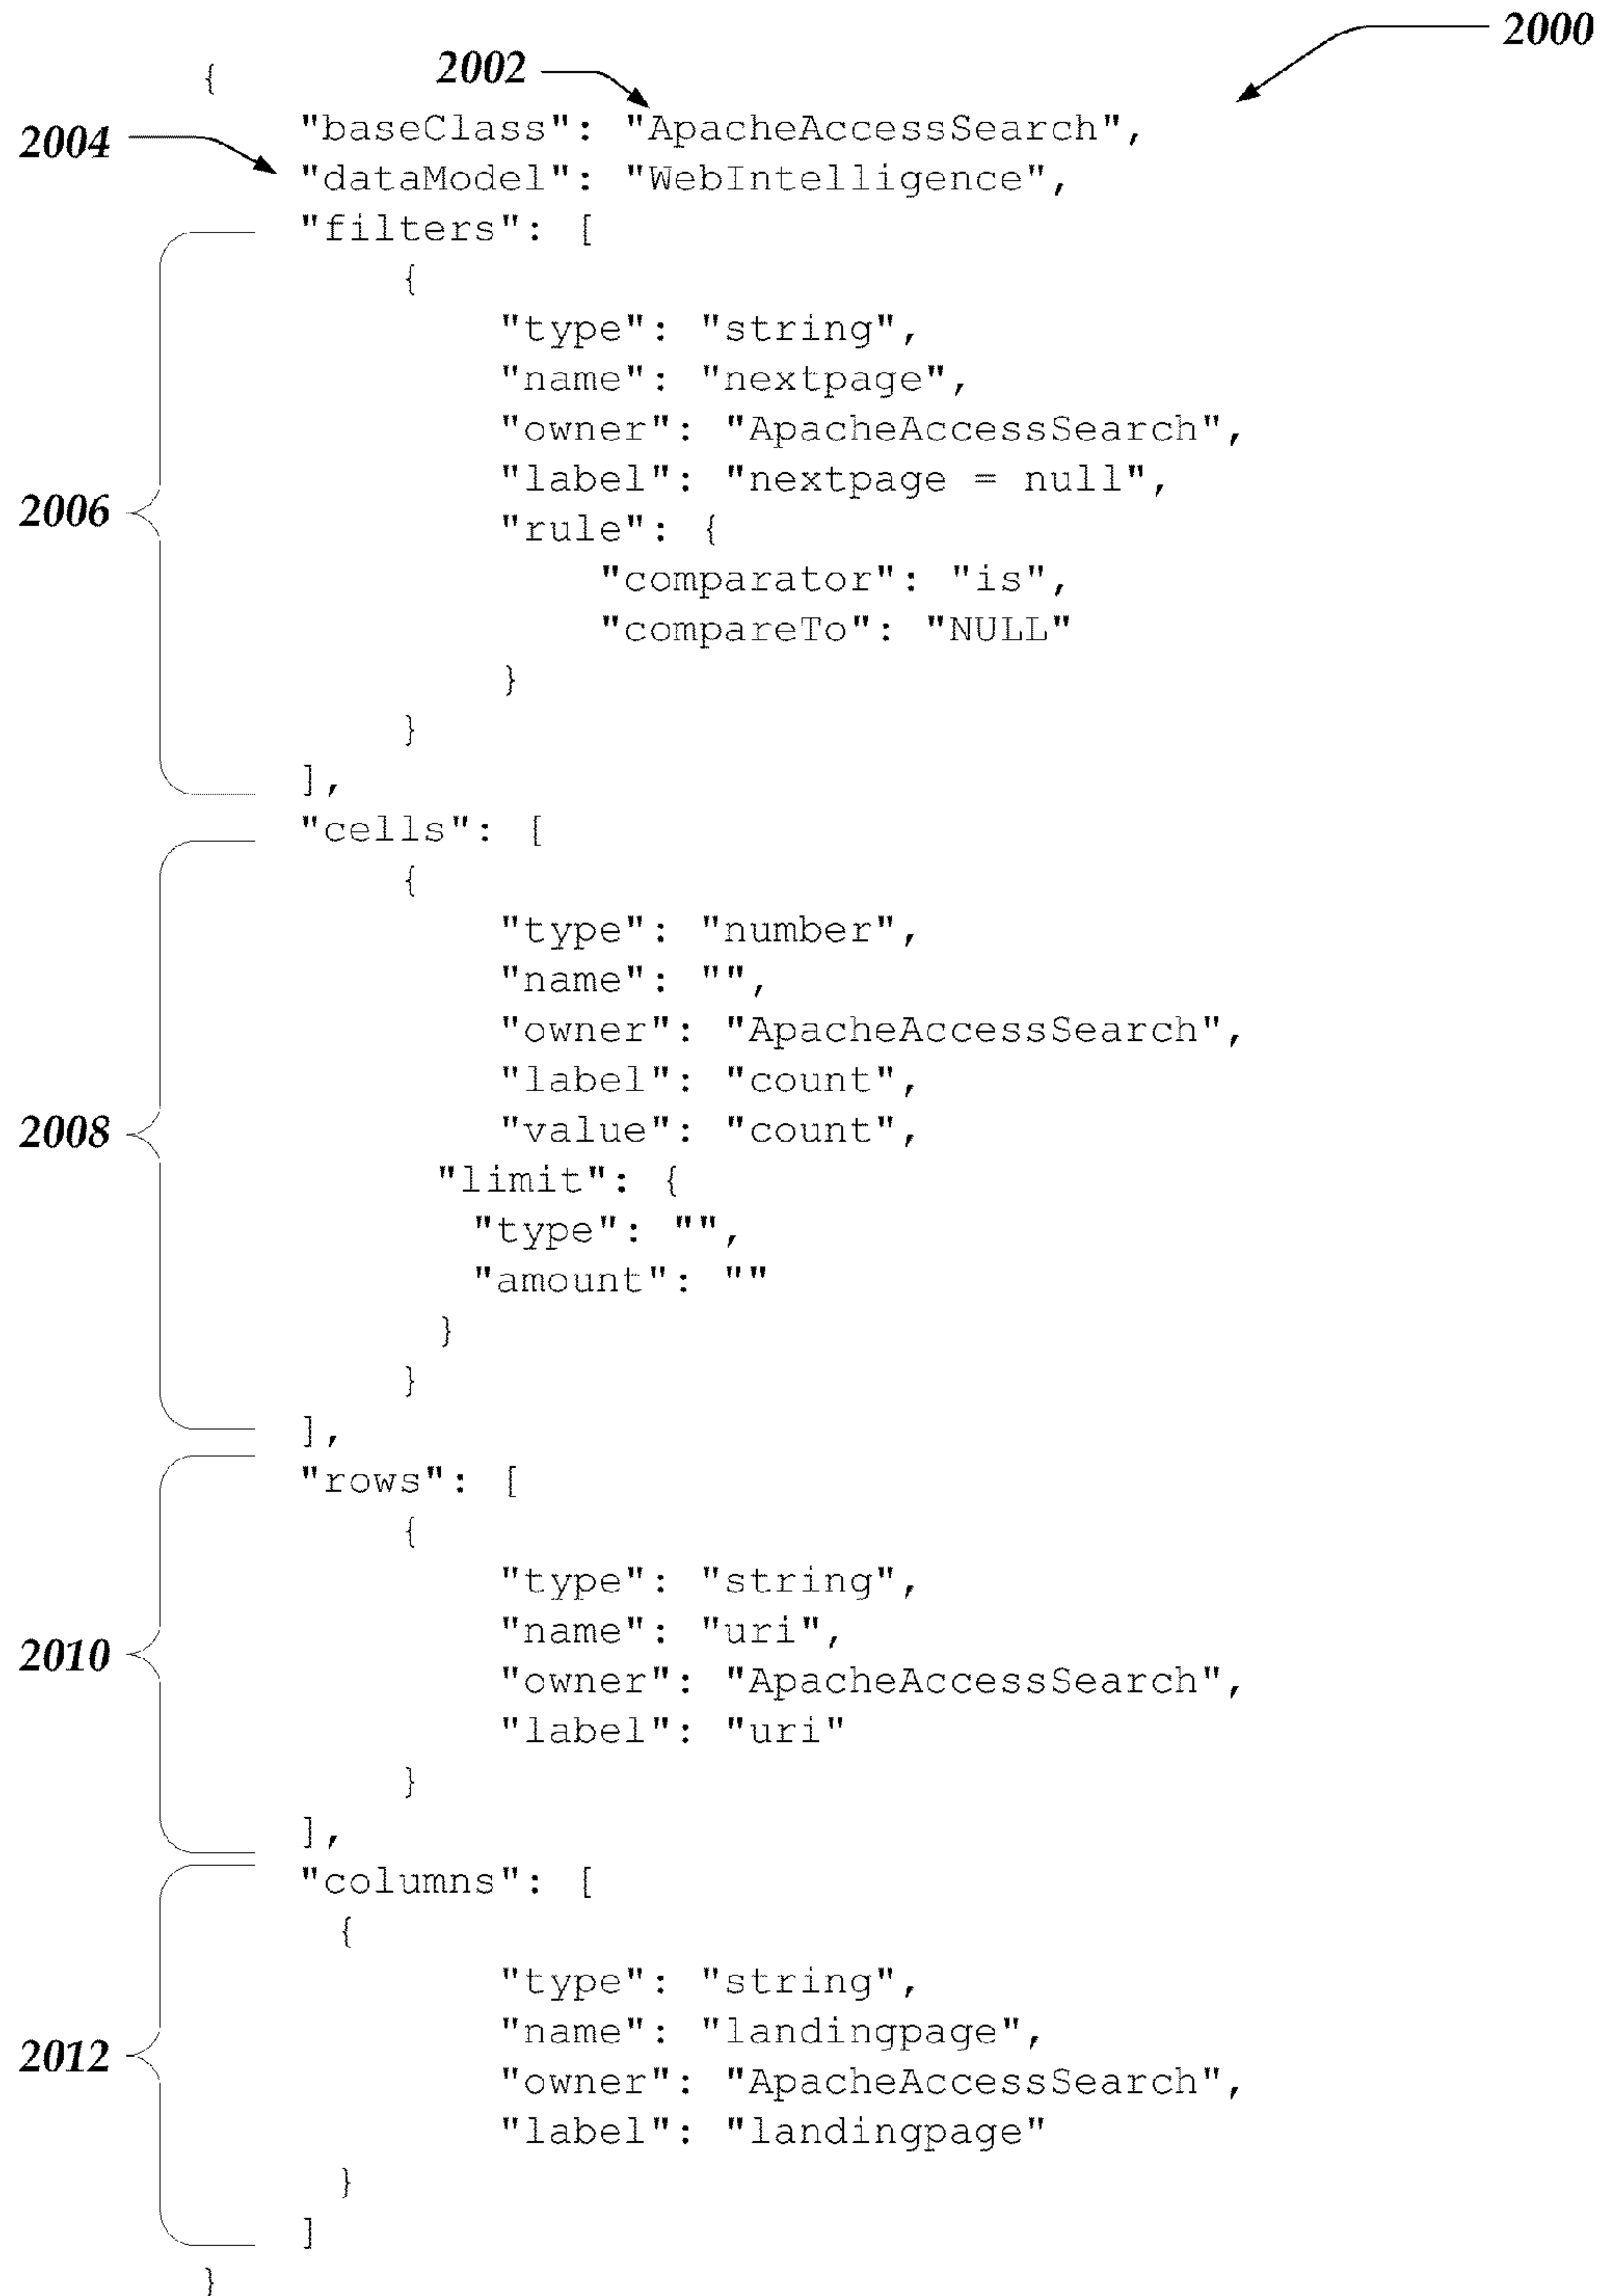 2000
{
2002
"baseClass": "ApacheAccessSearch",
2004
"dataModel": "WebIntelligence",
"filters": [
{
"type": "string",
"name": "nextpage",
"owner": "ApacheAccessSearch",
"label": "nextpage = null",
2006
"rule": {
"comparator": "is",
"compareTo": "NULL"
}
}
],
"cells": [
{
"type": "number",
"name": "",
"owner": "ApacheAccessSearch",
"label": "count",
2008
"value": "count",
"limit": {
"type": "",
"amount": ""
}
}
],
"rows": [
{
"type": "string",
"name": "uri",
2010
"owner": "ApacheAccessSearch",
"label": "uri"
}
],
"columns": [
{
"type": "string",
"name": "landingpage",
2012
"owner": "ApacheAccessSearch",
"label": "landingpage"
}
]
}